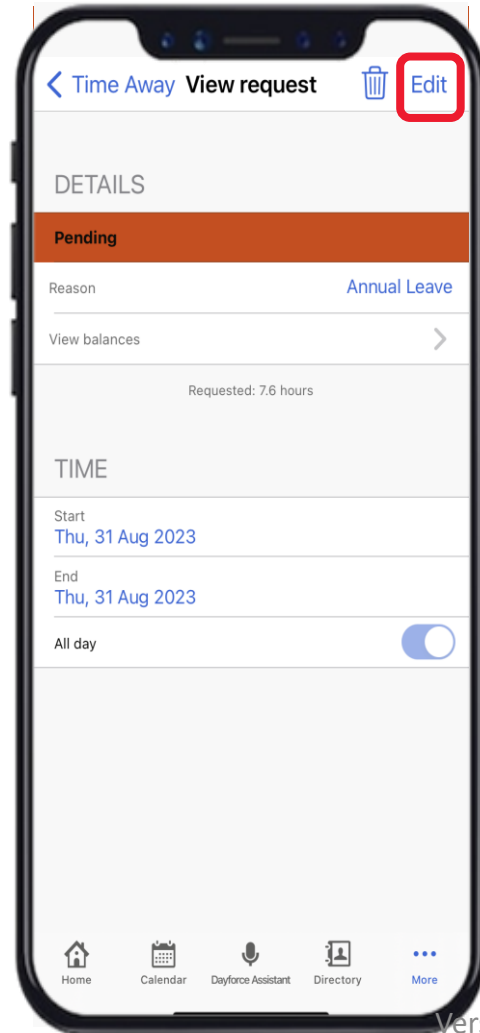 Time Away View request Edit
DETAILS
Pending
Reason Annual Leave
View balances
Requested: 7.6 hours
TIME
Start
Thu, 31 Aug 2023
End
Thu, 31 Aug 2023
All day
Home Calendar Dayforce Assistant Directory More